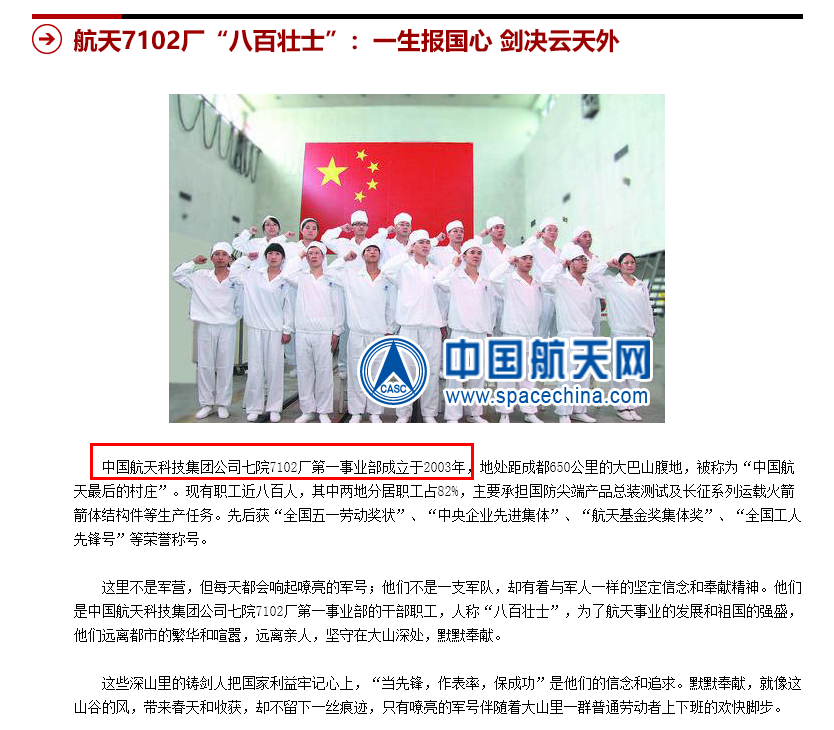 航天7102厂“八百壮士”：一生报国心 剑决云天外
CASC
中国航天网
www.spacechina.com
中国航天科技集团公司七院7102厂第一事业部成立于2003年，地处距成都650公里的大巴山腹地，被称为“中国航
天最后的村庄”。现有职工近八百人，其中两地分居职工占82%，主要承担国防尖端产品总装测试及长征系列运载火箭
箭体结构件等生产任务。先后获“全国五一劳动奖状”、“中央企业先进集体”、“航天基金奖集体奖”、“全国工人
先锋号”等荣誉称号。
这里不是军营，但每天都会响起嘹亮的军号；他们不是一支军队，却有着与军人一样的坚定信念和奉献精神。他们
是中国航天科技集团公司七院7102厂第一事业部的干部职工，人称“八百壮士”，为了航天事业的发展和祖国的强盛，
他们远离都市的繁华和喧嚣，远离亲人，坚守在大山深处，默默奉献。
这些深山里的铸剑人把国家利益牢记心上，“当先锋，作表率，保成功”是他们的信念和追求。默默奉献，就像这
山谷的风，带来春天和收获，却不留下一丝痕迹，只有嘹亮的军号伴随着大山里一群普通劳动者上下班的欢快脚步。